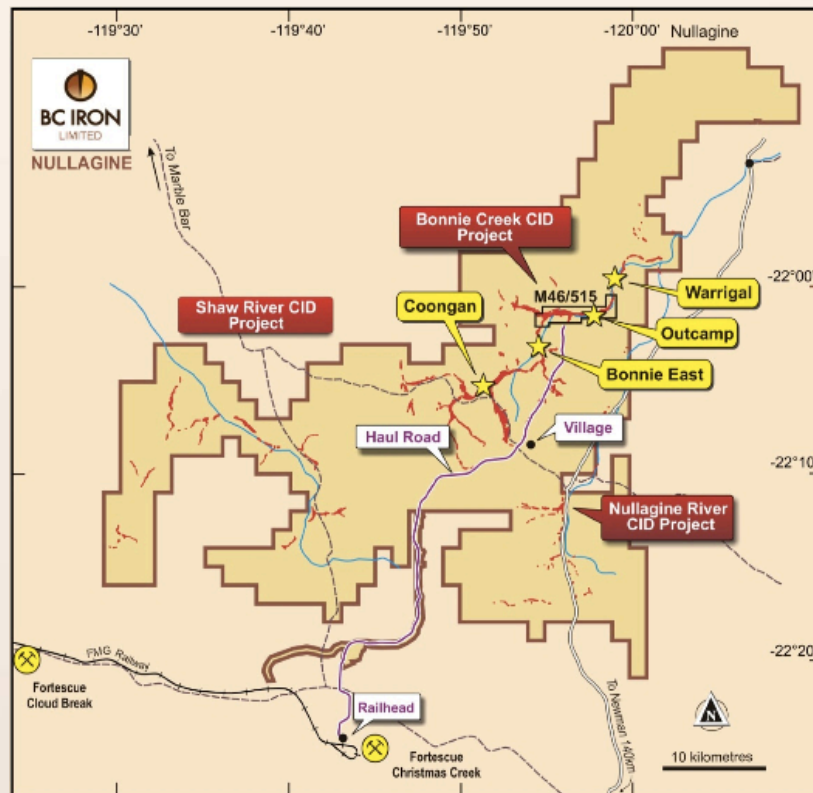 -119°30'
-119°40'
-119°50'
-120°00'
Nullagine
BC IRON
LIMITED
NULLAGINE
To Marble Bar
Bonnie Creek CID
Project
-22°00'
M46/515
Warrigal
Shaw River CID
Project
Coongan
Outcamp
Bonnie East
Village
Haul Road
-22°10'
Nullagine River
CID Project
FMG Railway
-22°20'
Fortescue
Cloud Break
To Newman 140km
Railhead
N
Fortescue
Christmas Creek
10 kilometres